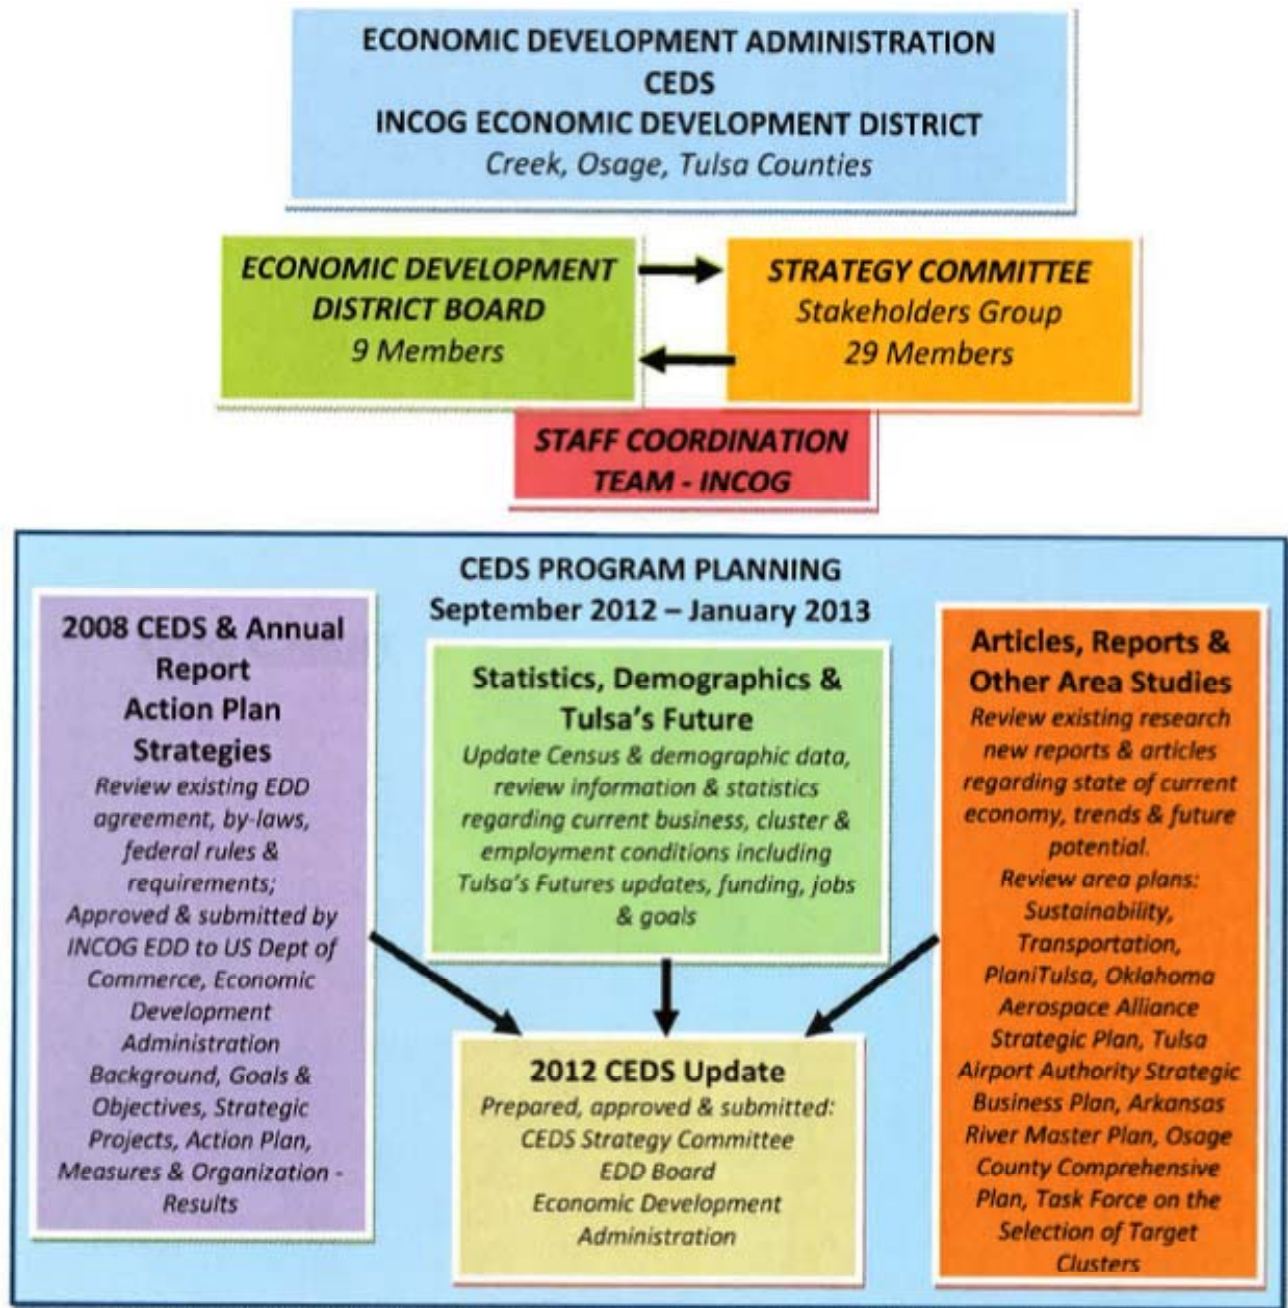 ECONOMIC DEVELOPMENT ADMINISTRATION
CEDS
INCOG ECONOMIC DEVELOPMENT DISTRICT
Creek, Osage, Tulsa Counties
ECONOMIC DEVELOPMENT
DISTRICT BOARD
9 Members
STRATEGY COMMITTEE
Stakeholders Group
29 Members
STAFF COORDINATION
TEAM - INCOG
CEDS PROGRAM PLANNING
September 2012 – January 2013
2008 CEDS & Annual
Report
Action Plan
Strategies
Review existing EDD
agreement, by-laws,
federal rules &
requirements;
Approved & submitted by
INCOG EDD to US Dept of
Commerce, Economic
Development
Administration
Background, Goals &
Objectives, Strategic
Projects, Action Plan,
Measures & Organization -
Results
Statistics, Demographics &
Tulsa's Future
Update Census & demographic data,
review information & statistics
regarding current business, cluster &
employment conditions including
Tulsa's Futures updates, funding, jobs
& goals
Articles, Reports &
Other Area Studies
Review existing research
new reports & articles
regarding state of current
economy, trends & future
potential.
Review area plans:
Sustainability,
Transportation,
PlaniTulsa, Oklahoma
Aerospace Alliance
Strategic Plan, Tulsa
Airport Authority Strategic
Business Plan, Arkansas
River Master Plan, Osage
County Comprehensive
Plan, Task Force on the
Selection of Target
Clusters
2012 CEDS Update
Prepared, approved & submitted:
CEDS Strategy Committee
EDD Board
Economic Development
Administration